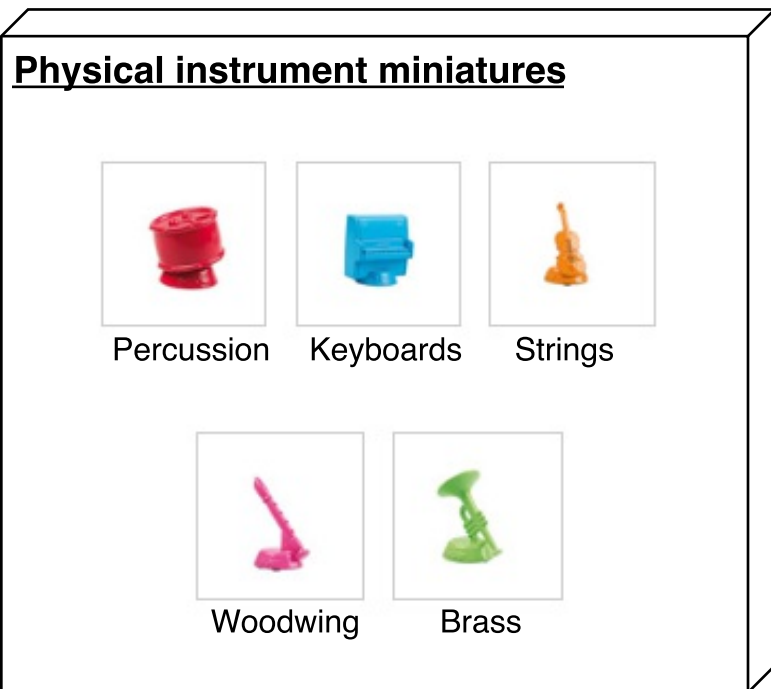 Physical instrument miniatures
Percussion Keyboards Strings
Woodwing Brass